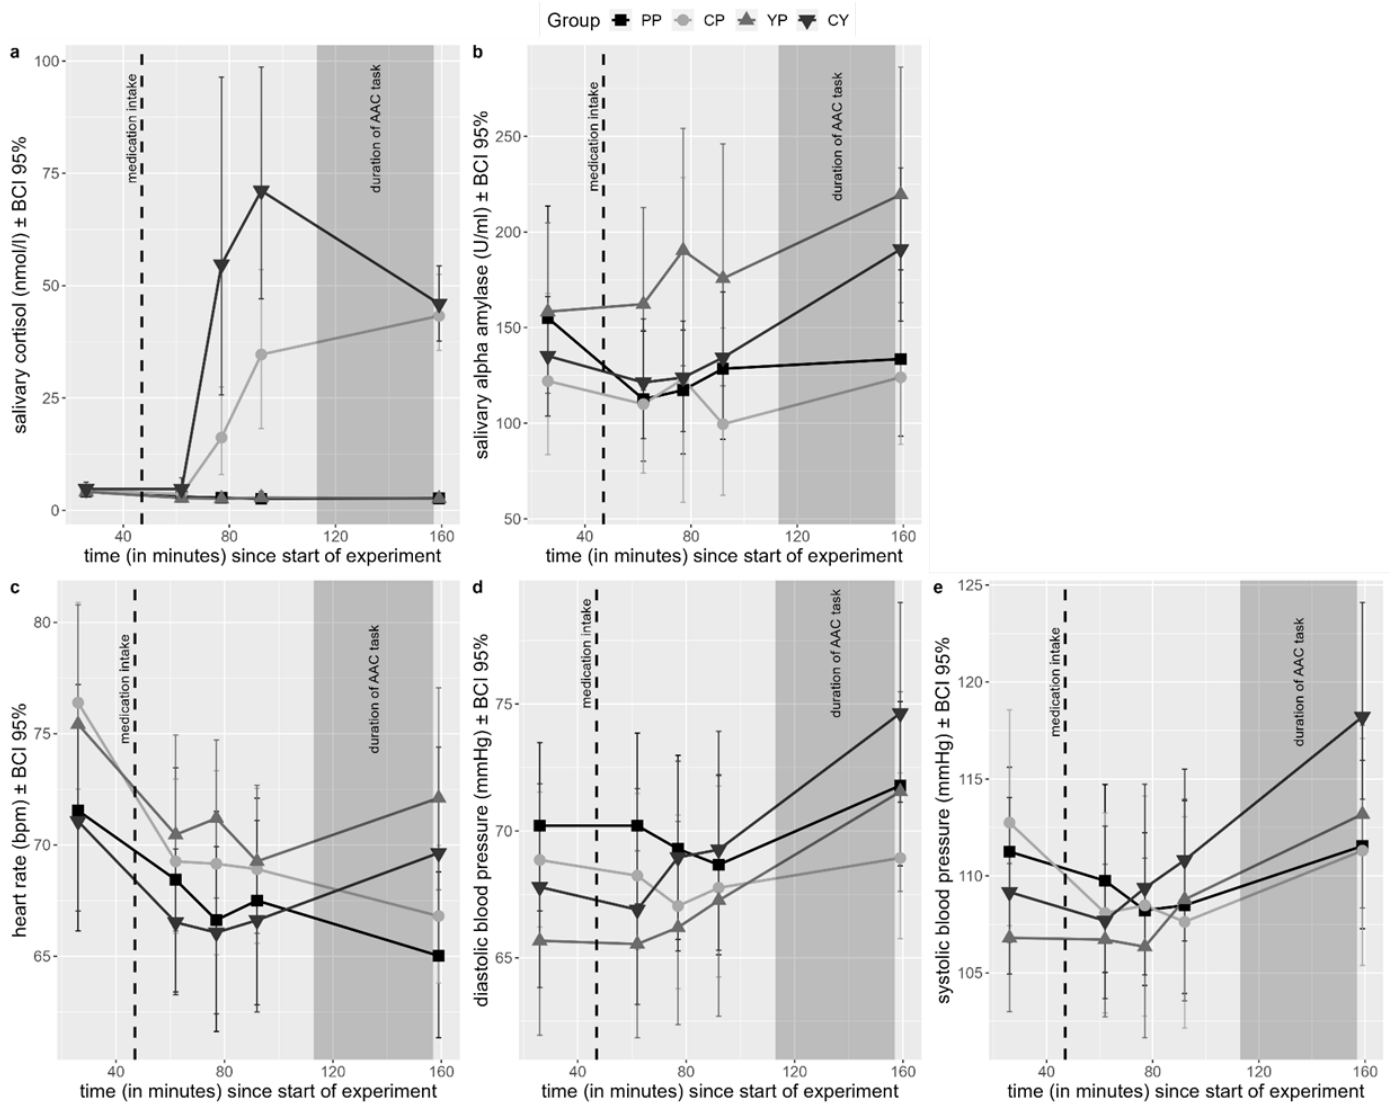 Group PP CP YP CY
a
salivary cortisol (nmol/l) ± BCI 95%
100
75
50
25
0
medication intake
duration of AAC task
40 80 120 160
time (in minutes) since start of experiment
b
salivary alpha amylase (U/ml) ± BCI 95%
250
200
150
100
50
medication intake
duration of AAC task
40 80 120 160
time (in minutes) since start of experiment
c
heart rate (bpm) ± BCI 95%
80
75
70
65
medication intake
duration of AAC task
40 80 120 160
time (in minutes) since start of experiment
d
diastolic blood pressure (mmHg) ± BCI 95%
75
70
65
medication intake
duration of AAC task
40 80 120 160
time (in minutes) since start of experiment
e
systolic blood pressure (mmHg) ± BCI 95%
125
120
115
110
105
medication intake
duration of AAC task
40 80 120 160
time (in minutes) since start of experiment